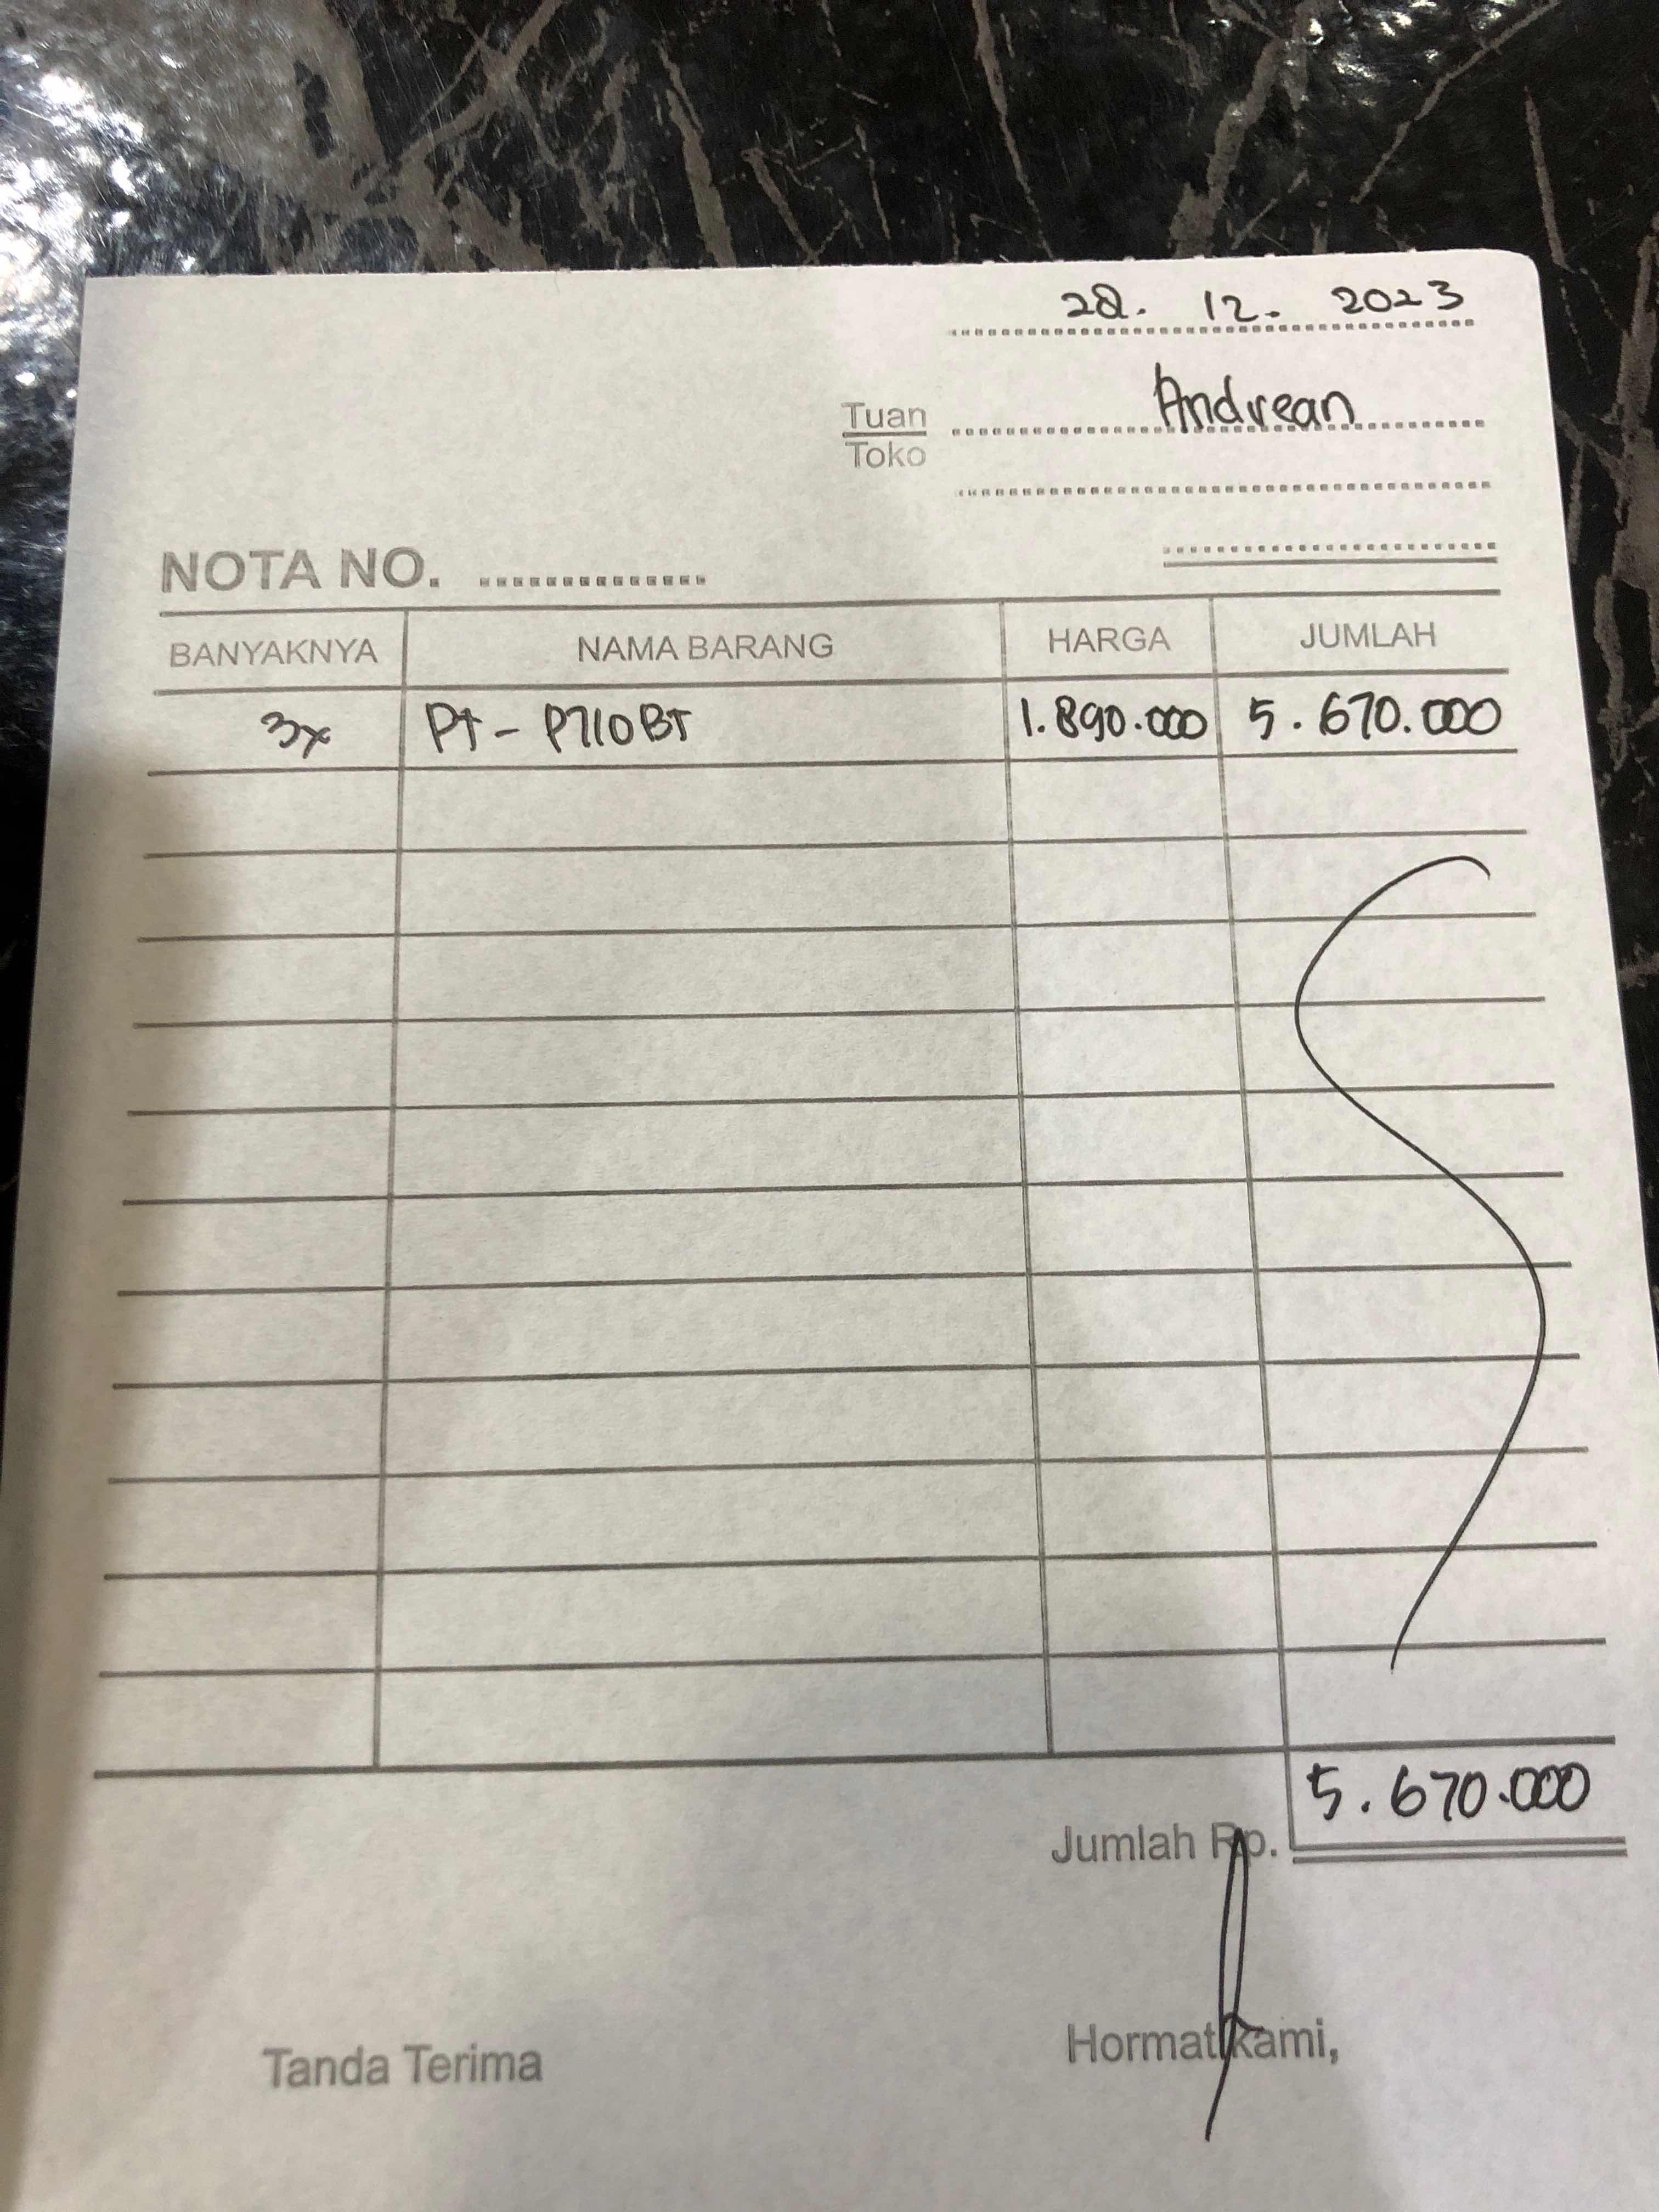 28. 12. 2023
Tuan Andrean
Toko
NOTA NO.
BANYAKNYA NAMA BARANG HARGA JUMLAH
3x PT-P710BT 1.890.000 5.670.000
Jumlah Rp. 5.670.000
Tanda Terima Hormat kami,